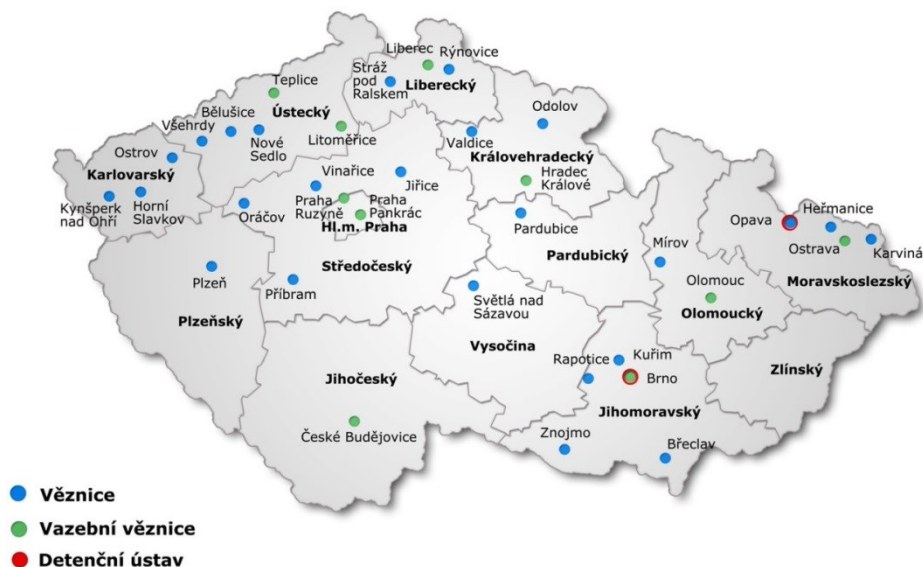 Liberec
Rýnovice
Stráž
pod
Ralskem
Liberecký
Teplice
Ústecký
Bělušice
Všehrdy
Nové
Sedlo
Litoměřice
Odolov
Valdice
Královehradecký
Hradec
Králové
Ostrov
Karlovarský
Kynšperk
nad Ohří
Horní
Slavkov
Vinařice
Jiřice
Oráčov
Praha
Ruzyně
Praha
Pankrác
Hl.m. Praha
Středočeský
Příbram
Plzeň
Plzeňský
Pardubice
Pardubický
Mírov
Opava
Heřmanice
Ostrava
Karviná
Moravskoslezský
Olomouc
Olomoucký
Světlá nad
Sázavou
Vysočina
Rapotice
Kuřim
Brno
Jihomoravský
Zlínský
Jihočeský
České Budějovice
Znojmo
Břeclav
Věznice
Vazební věznice
Detenční ústav